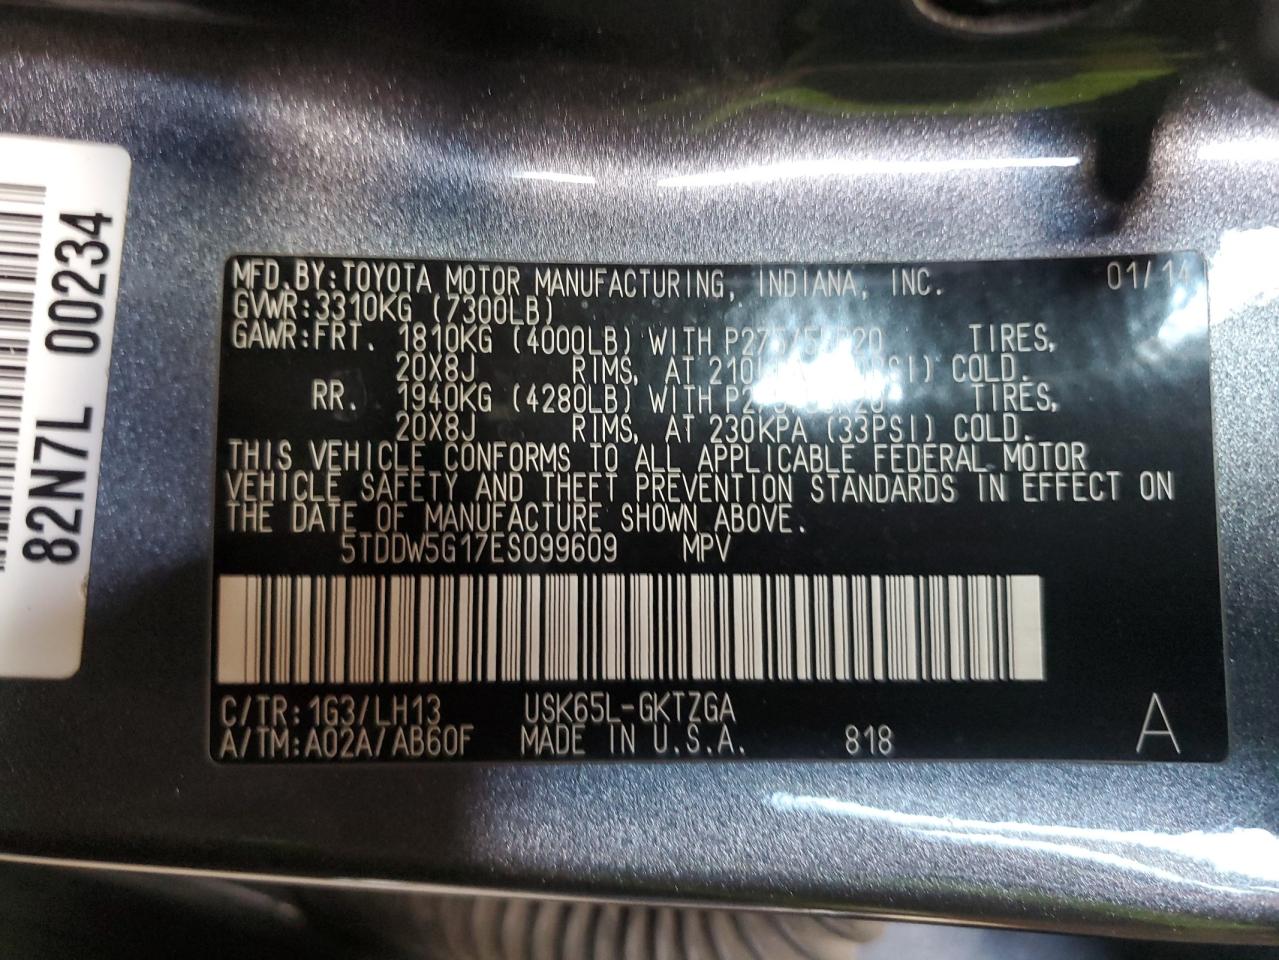 82N7L 00234
MFD.BY:TOYOTA MOTOR MANUFACTURING, INDIANA, INC. 01/14
GVWR:3310KG (7300LB)
GAWR:FRT. 1810KG (4000LB) WITH TIRES,
20X8J RIMS, AT COLD.
RR. 1940KG (4280LB) WITH TIRES,
20X8J RIMS, AT 230KPA (33PSI) COLD.
THIS VEHICLE CONFORMS TO ALL APPLICABLE FEDERAL MOTOR
VEHICLE SAFETY AND THEFT PREVENTION STANDARDS IN EFFECT ON
THE DATE OF MANUFACTURE SHOWN ABOVE.
5TDDW5G17ES099609 MPV
C/TR:1G3/LH13 USK65L-GKTZGA
A/TM:A02A/AB60F MADE IN U.S.A. 818 A